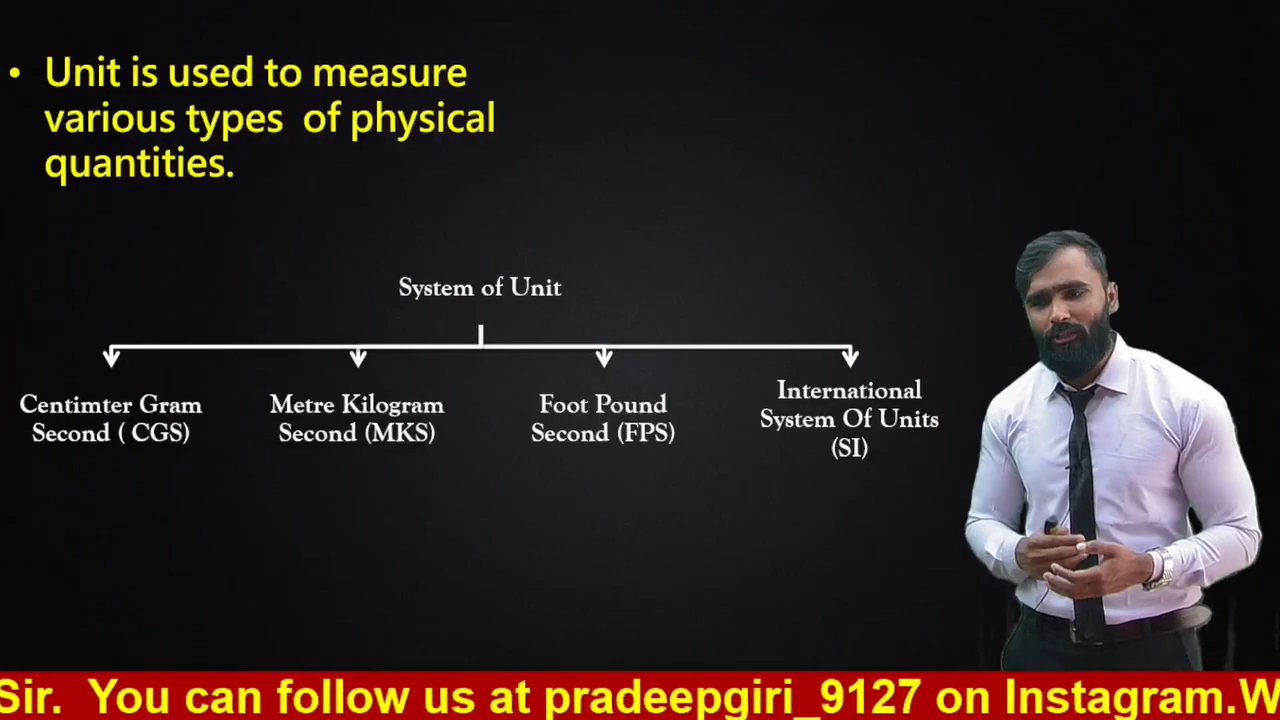 • Unit is used to measure
various types of physical
quantities.
System of Unit
Centimter Gram
Second ( CGS)
Metre Kilogram
Second (MKS)
Foot Pound
Second (FPS)
International
System Of Units
(SI)
Sir. You can follow us at pradeepgiri_9127 on Instagram.W